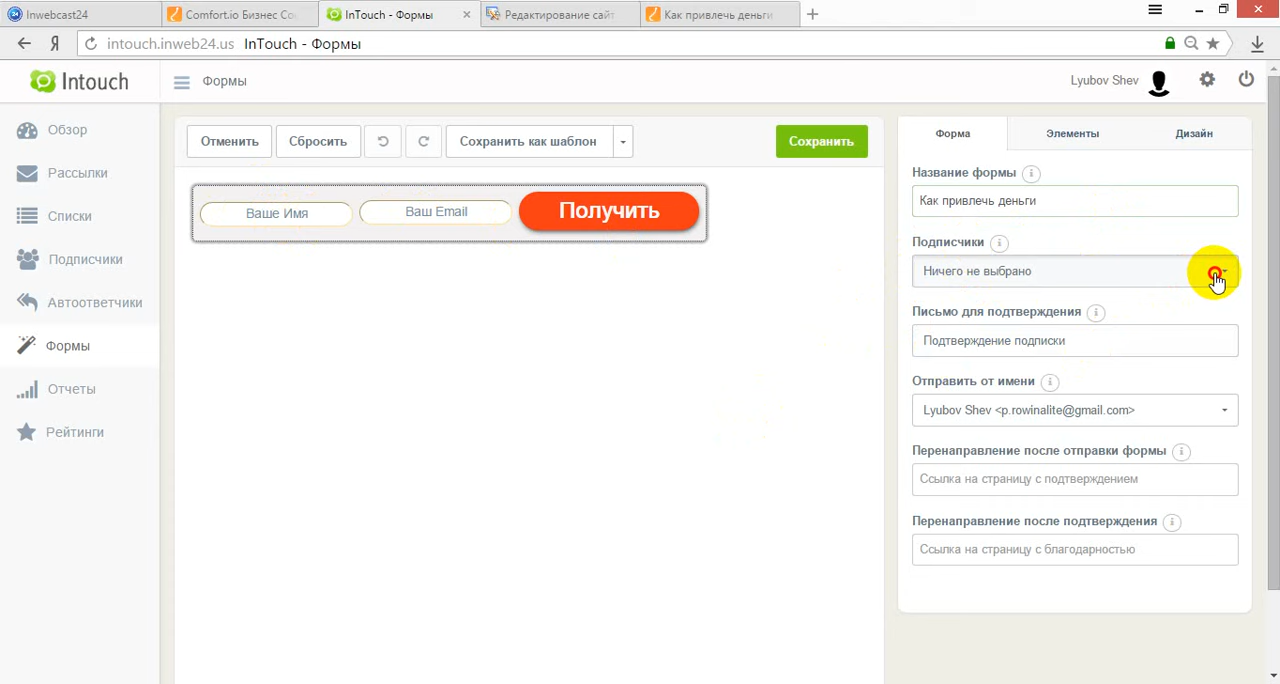 Inwebcast24
Comfort.io Бизнес Соц
InTouch - Формы
Редактирование сайт
Как привлечь деньги
Я
intouch.inweb24.us InTouch - Формы
Intouch
Формы
Lyubov Shev
Обзор
Рассылки
Списки
Подписчики
Автоответчики
Формы
Отчеты
Рейтинги
Отменить
Сбросить
Сохранить как шаблон
Сохранить
Ваше Имя
Ваш Email
Получить
Форма
Элементы
Дизайн
Название формы
Как привлечь деньги
Подписчики
Ничего не выбрано
Письмо для подтверждения
Подтверждение подписки
Отправить от имени
Lyubov Shev <p.rowinalite@gmail.com>
Перенаправление после отправки формы
Ссылка на страницу с подтверждением
Перенаправление после подтверждения
Ссылка на страницу с благодарностью